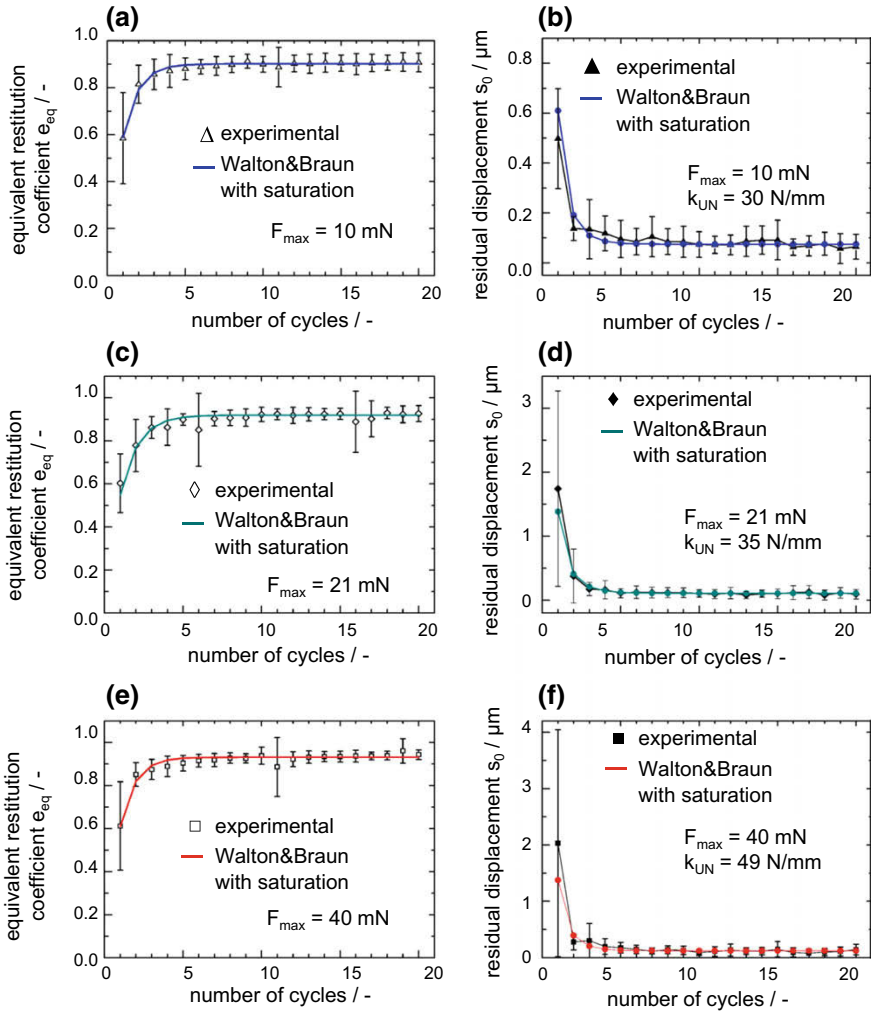 (a)
equivalent restitution
coefficient e_eq / -
1.0
0.8
0.6
0.4
0.2
0.0
experimental
Walton&Braun
with saturation
F_max = 10 mN
0 5 10 15 20
number of cycles / -
(b)
residual displacement s_0 / µm
0.8
0.6
0.4
0.2
0.0
experimental
Walton&Braun
with saturation
F_max = 10 mN
k_UN = 30 N/mm
0 5 10 15 20
number of cycles / -
(c)
equivalent restitution
coefficient e_eq / -
1.0
0.8
0.6
0.4
0.2
0.0
experimental
Walton&Braun
with saturation
F_max = 21 mN
0 5 10 15 20
number of cycles / -
(d)
residual displacement s_0 / µm
3
2
1
0
experimental
Walton&Braun
with saturation
F_max = 21 mN
k_UN = 35 N/mm
0 5 10 15 20
number of cycles / -
(e)
equivalent restitution
coefficient e_eq / -
1.0
0.8
0.6
0.4
0.2
0
experimental
Walton&Braun
with saturation
F_max = 40 mN
0 5 10 15 20
number of cycles / -
(f)
residual displacement s_0 / µm
4
3
2
1
0
experimental
Walton&Braun
with saturation
F_max = 40 mN
k_UN = 49 N/mm
0 5 10 15 20
number of cycles / -